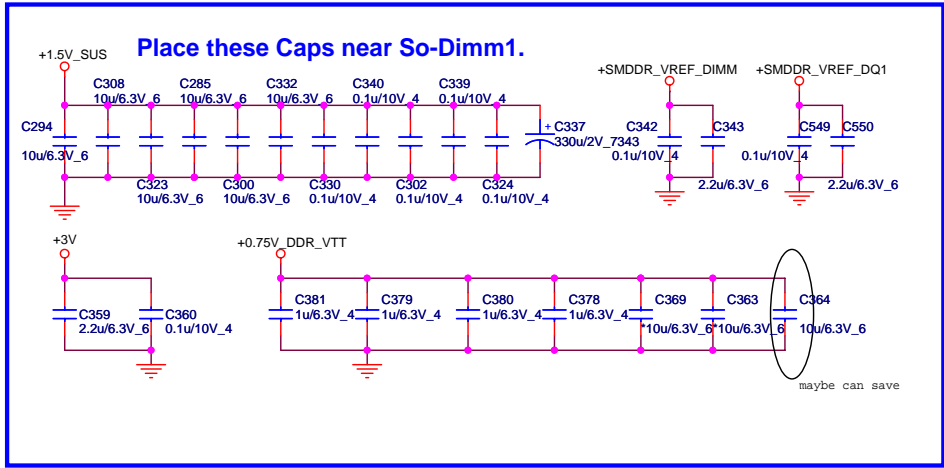 Place these Caps near So-Dimm1.
+1.5V_SUS
+SMDDR_VREF_DIMM
+SMDDR_VREF_DQ1
C308
10u/6.3V_6
C285
10u/6.3V_6
C332
10u/6.3V_6
C340
0.1u/10V_4
C339
0.1u/10V_4
C294
10u/6.3V_6
+ C337
330u/2V_7343
C342
0.1u/10V_4
C343
2.2u/6.3V_6
C549
0.1u/10V_4
C550
2.2u/6.3V_6
C323
10u/6.3V_6
C300
10u/6.3V_6
C330
0.1u/10V_4
C302
0.1u/10V_4
C324
0.1u/10V_4
+3V
+0.75V_DDR_VTT
C359
2.2u/6.3V_6
C360
0.1u/10V_4
C381
1u/6.3V_4
C379
1u/6.3V_4
C380
1u/6.3V_4
C378
1u/6.3V_4
C369
*10u/6.3V_6
C363
*10u/6.3V_6
C364
10u/6.3V_6
maybe can save